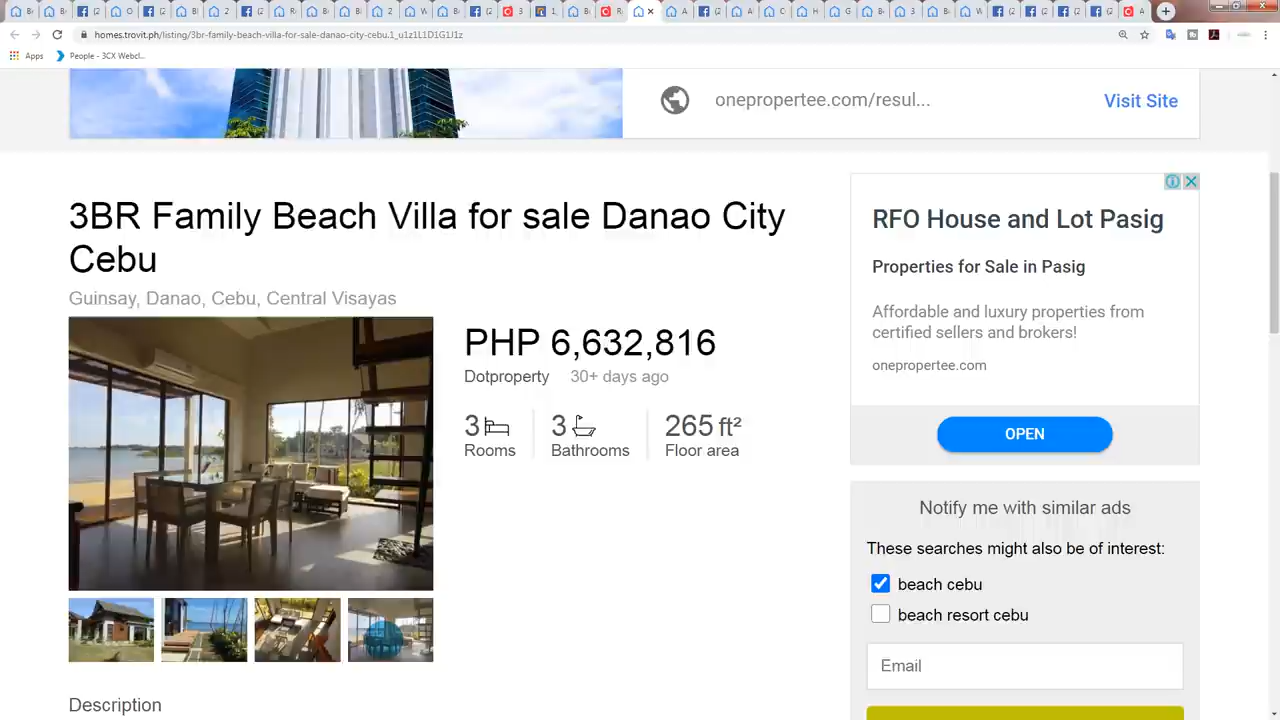 homes.trovit.ph/listing/3br-family-beach-villa-for-sale-danao-city-cebu.1_u1z1L1D1G1J1z
Apps
People - 3CX Webcl...
onepropertee.com/resul...
Visit Site
3BR Family Beach Villa for sale Danao City
Cebu
Guinsay, Danao, Cebu, Central Visayas
PHP 6,632,816
Dotproperty 30+ days ago
3 3 265 ft²
Rooms Bathrooms Floor area
RFO House and Lot Pasig
Properties for Sale in Pasig
Affordable and luxury properties from
certified sellers and brokers!
onepropertee.com
OPEN
Notify me with similar ads
These searches might also be of interest:
beach cebu
beach resort cebu
Email
Description